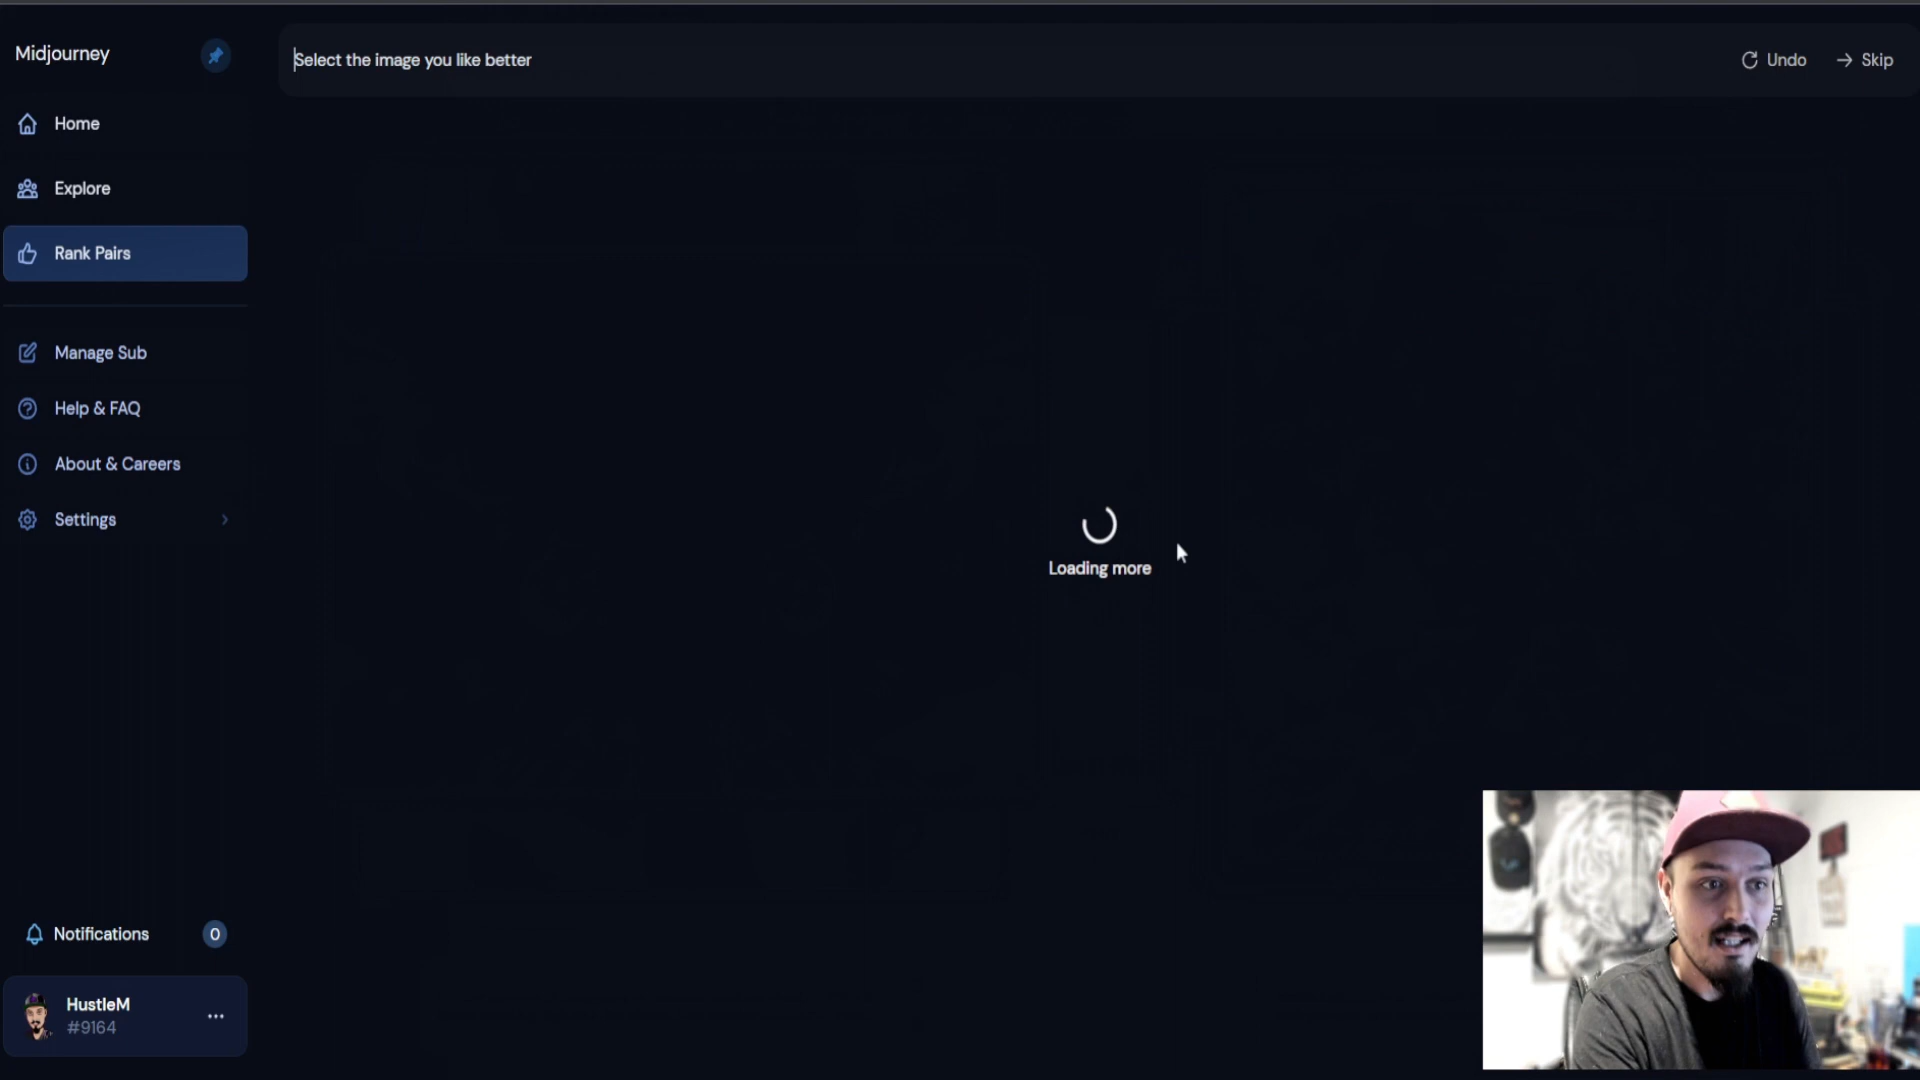 Midjourney
Select the image you like better
Undo
Skip
Home
Explore
Rank Pairs
Manage Sub
Help & FAQ
About & Careers
Settings
Loading more
Notifications
0
HustleM
#9164